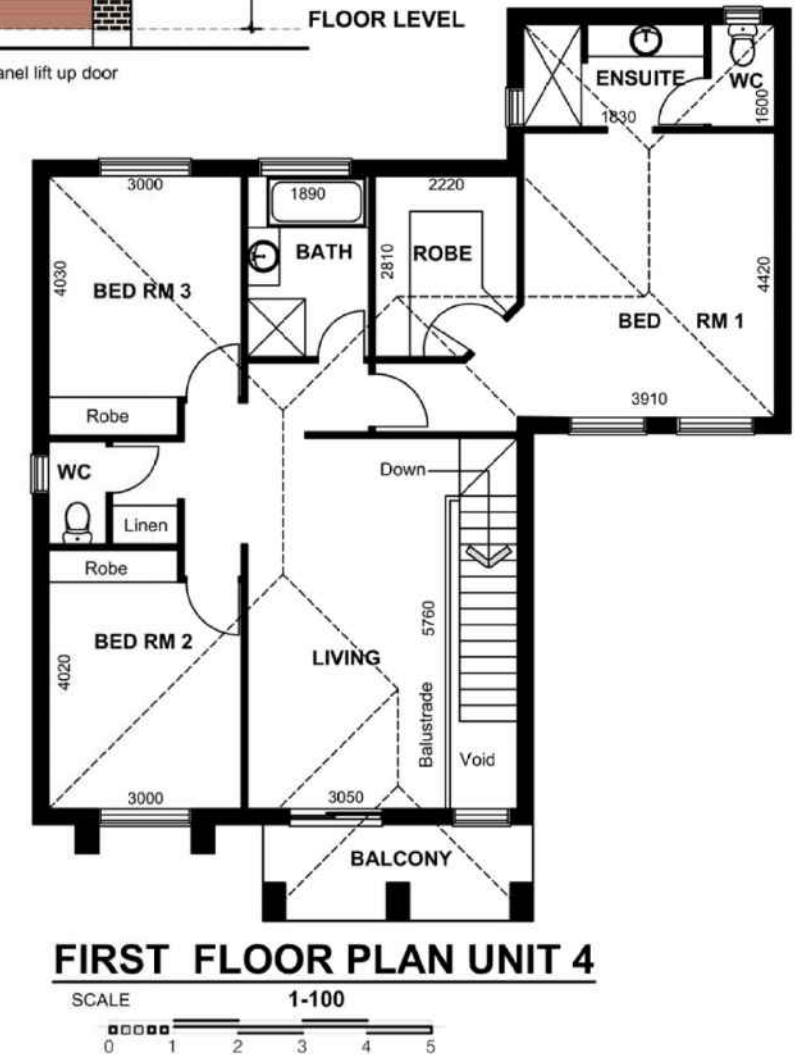 FLOOR LEVEL
anel lift up door
ENSUITE
WC
1830
1600
3000
1890
2220
BATH
ROBE
2810
4030
BED RM 3
4420
BED RM 1
3910
Robe
WC
Down
Linen
Robe
BED RM 2
5760
LIVING
4020
Balustrade
Void
3000
3050
BALCONY
FIRST FLOOR PLAN UNIT 4
SCALE 1-100
0 1 2 3 4 5